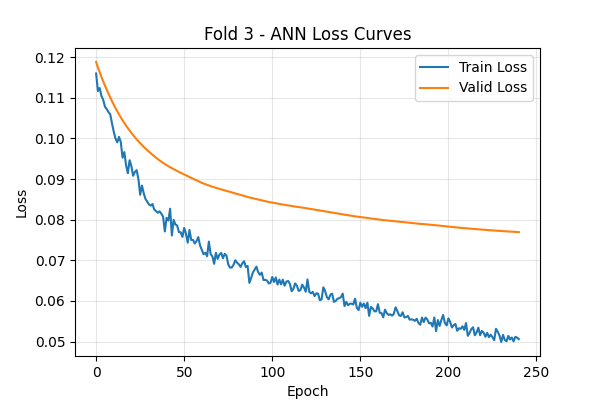 Fold 3 - ANN Loss Curves
Train Loss
Valid Loss
Loss
0.12
0.11
0.10
0.09
0.08
0.07
0.06
0.05
0 50 100 150 200 250
Epoch